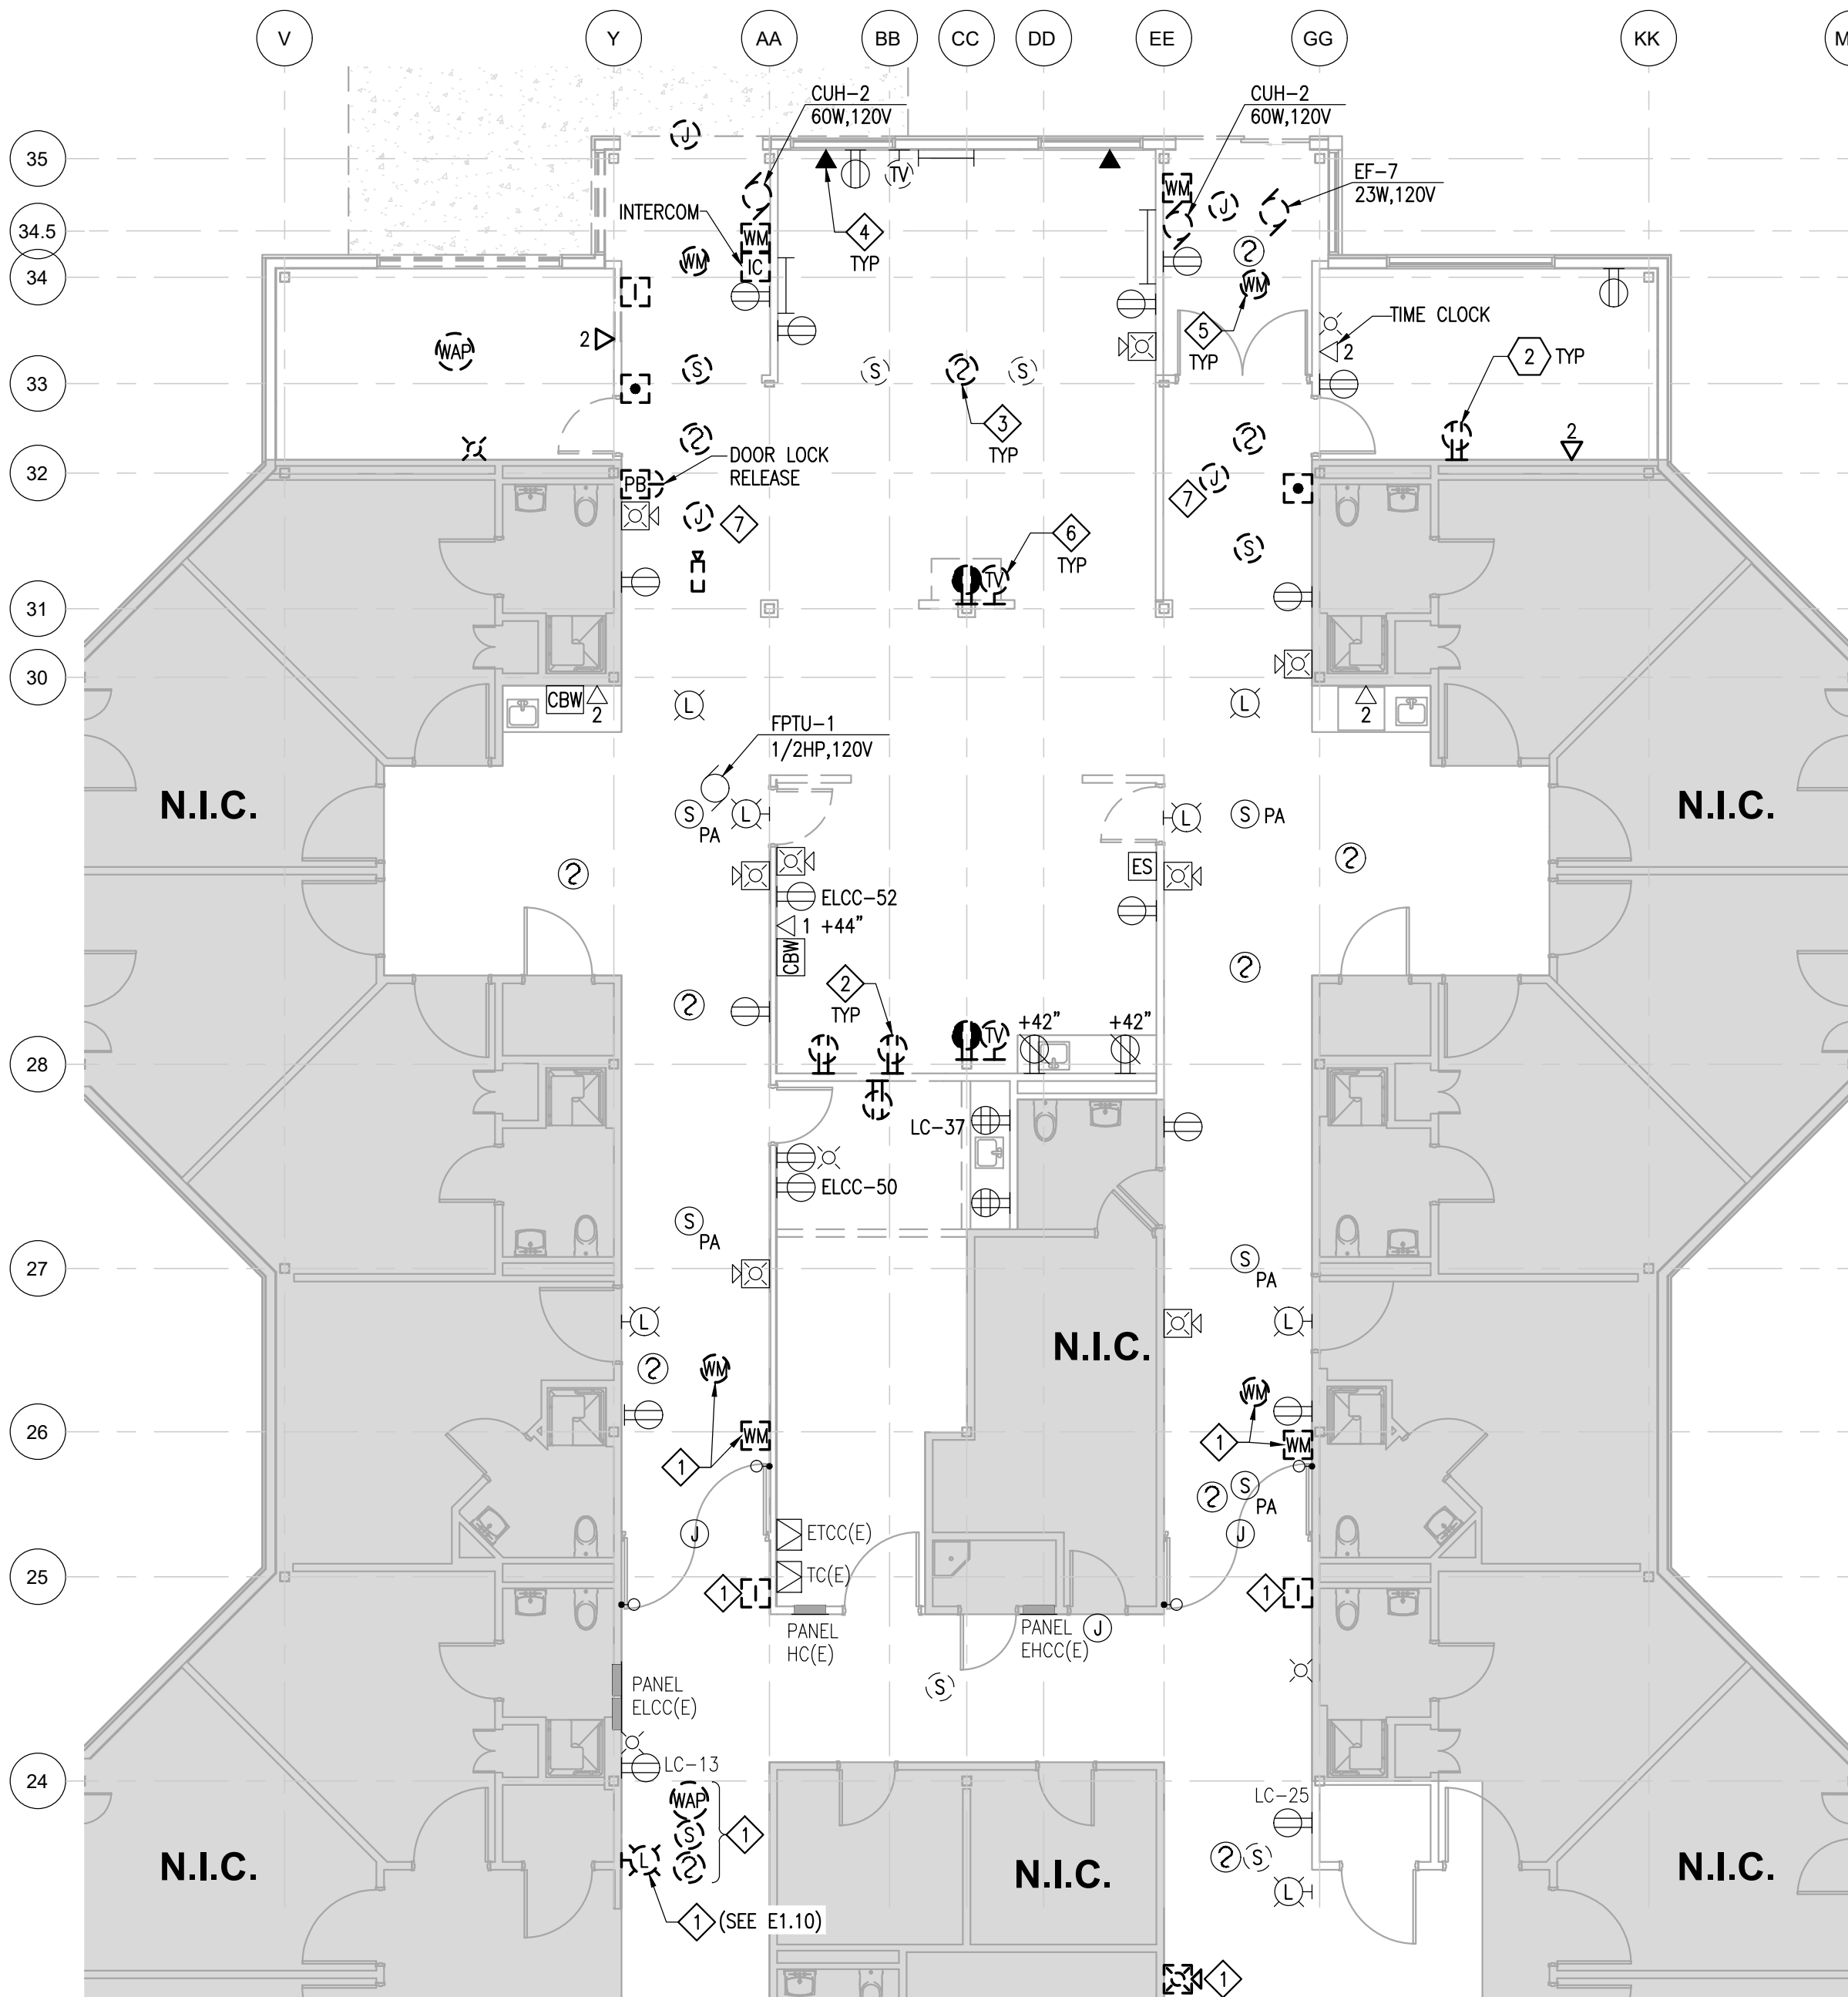 V Y AA BB CC DD EE GG KK M
CUH-2
60W,120V
CUH-2
60W,120V
35
J
TV
WM
J
EF-7
23W,120V
INTERCOM
WM
IC
WM
4
TYP
34.5
34
I
WM
5
TYP
TIME CLOCK
2
2
WAP
2 TYP
33
S
S
S
3
TYP
2
32
DOOR LOCK
RELEASE
PB
J
7
J
7
S
6
TYP
TV
31
30
CBW
2
2
L
L
FPTU-1
1/2HP,120V
N.I.C.
N.I.C.
S
PA
L
L
S PA
ES
ELCC-52
1 +44"
CBW
2
TYP
+42"
+42"
TV
28
LC-37
ELCC-50
S
PA
S
PA
27
L
L
N.I.C.
WM
WM
26
WM
1
1
WM
S
PA
J
J
ETCC(E)
TC(E)
25
1
I
1
I
PANEL
HC(E)
PANEL
EHCC(E)
J
S
PANEL
ELCC(E)
LC-13
24
WAP
S
1
LC-25
S
L
L
N.I.C.
N.I.C.
N.I.C.
1 (SEE E1.10)
1